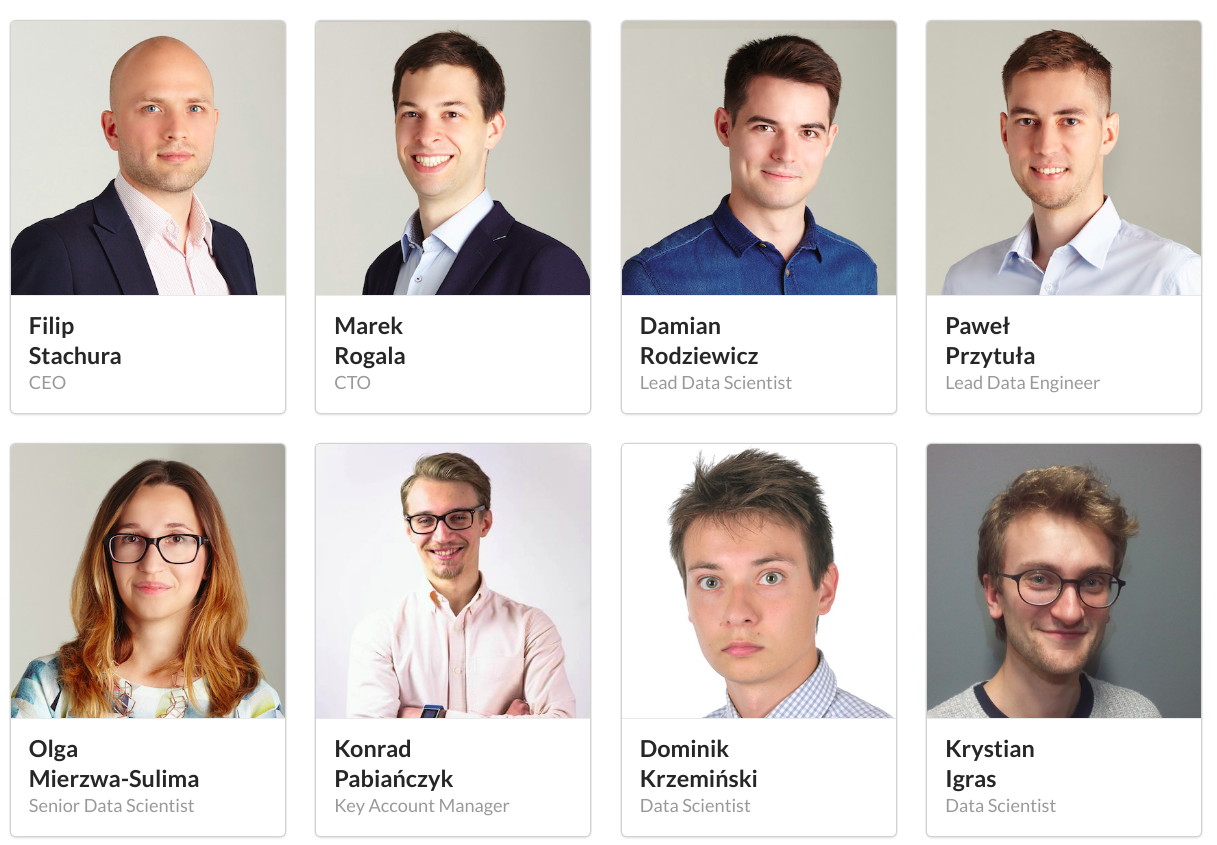 Filip
Stachura
CEO
Marek
Rogala
CTO
Damian
Rodziewicz
Lead Data Scientist
Paweł
Przytuła
Lead Data Engineer
Olga
Mierzwa-Sulima
Senior Data Scientist
Konrad
Pabiańczyk
Key Account Manager
Dominik
Krzemiński
Data Scientist
Krystian
Igras
Data Scientist